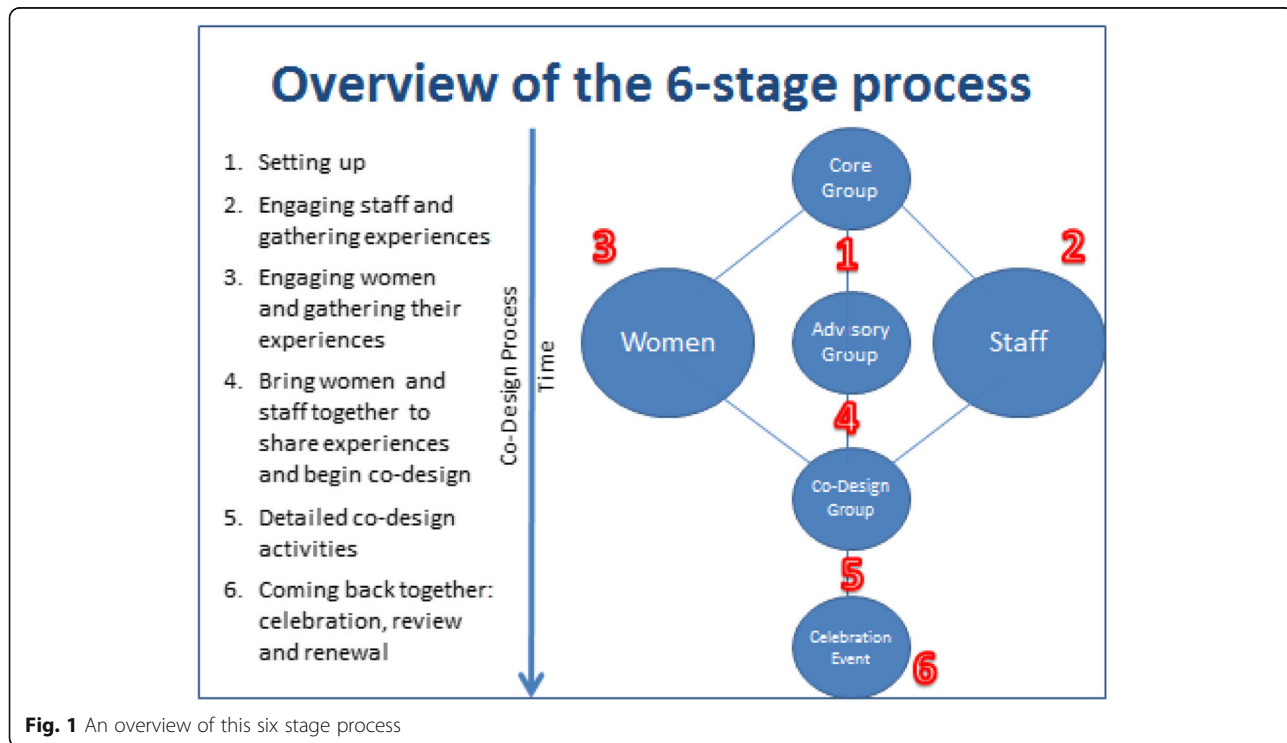 Overview of the 6-stage process
1. Setting up
2. Engaging staff and
gathering experiences
3. Engaging women
and gathering their
experiences
4. Bring women and
staff together to
share experiences
and begin co-design
5. Detailed co-design
activities
6. Coming back together:
celebration, review
and renewal
Co-Design Process
Time
Core
Group
3
1
2
Women
Advisory
Group
Staff
4
Co-Design
Group
5
Celebration
Event
6
Fig. 1 An overview of this six stage process